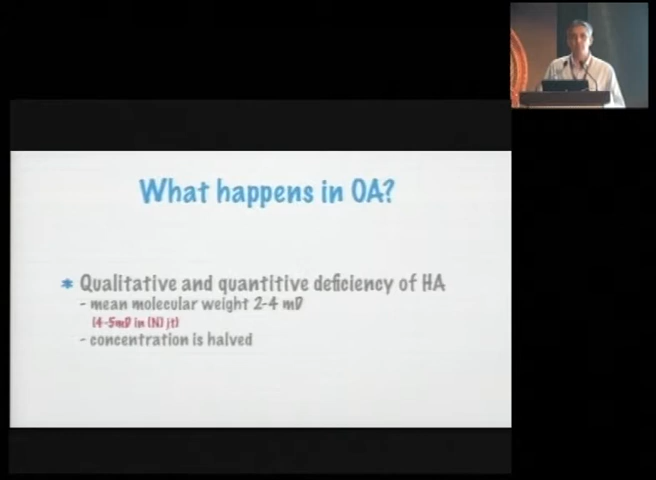 What happens in OA?
* Qualitative and quantitive deficiency of HA
- mean molecular weight 2-4 mD
(4-5mD in (N) jt)
- concentration is halved